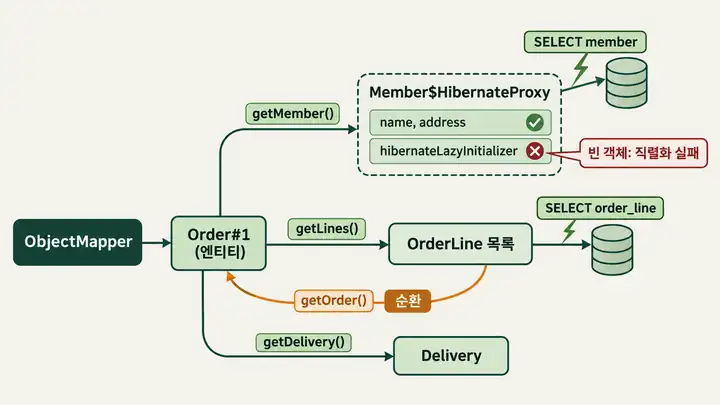 SELECT member
Member$HibernateProxy
getMember()
name, address
hibernateLazyInitializer
빈 객체: 직렬화 실패
SELECT order_line
ObjectMapper
Order#1
(엔티티)
getLines()
OrderLine 목록
getOrder()
순환
getDelivery()
Delivery